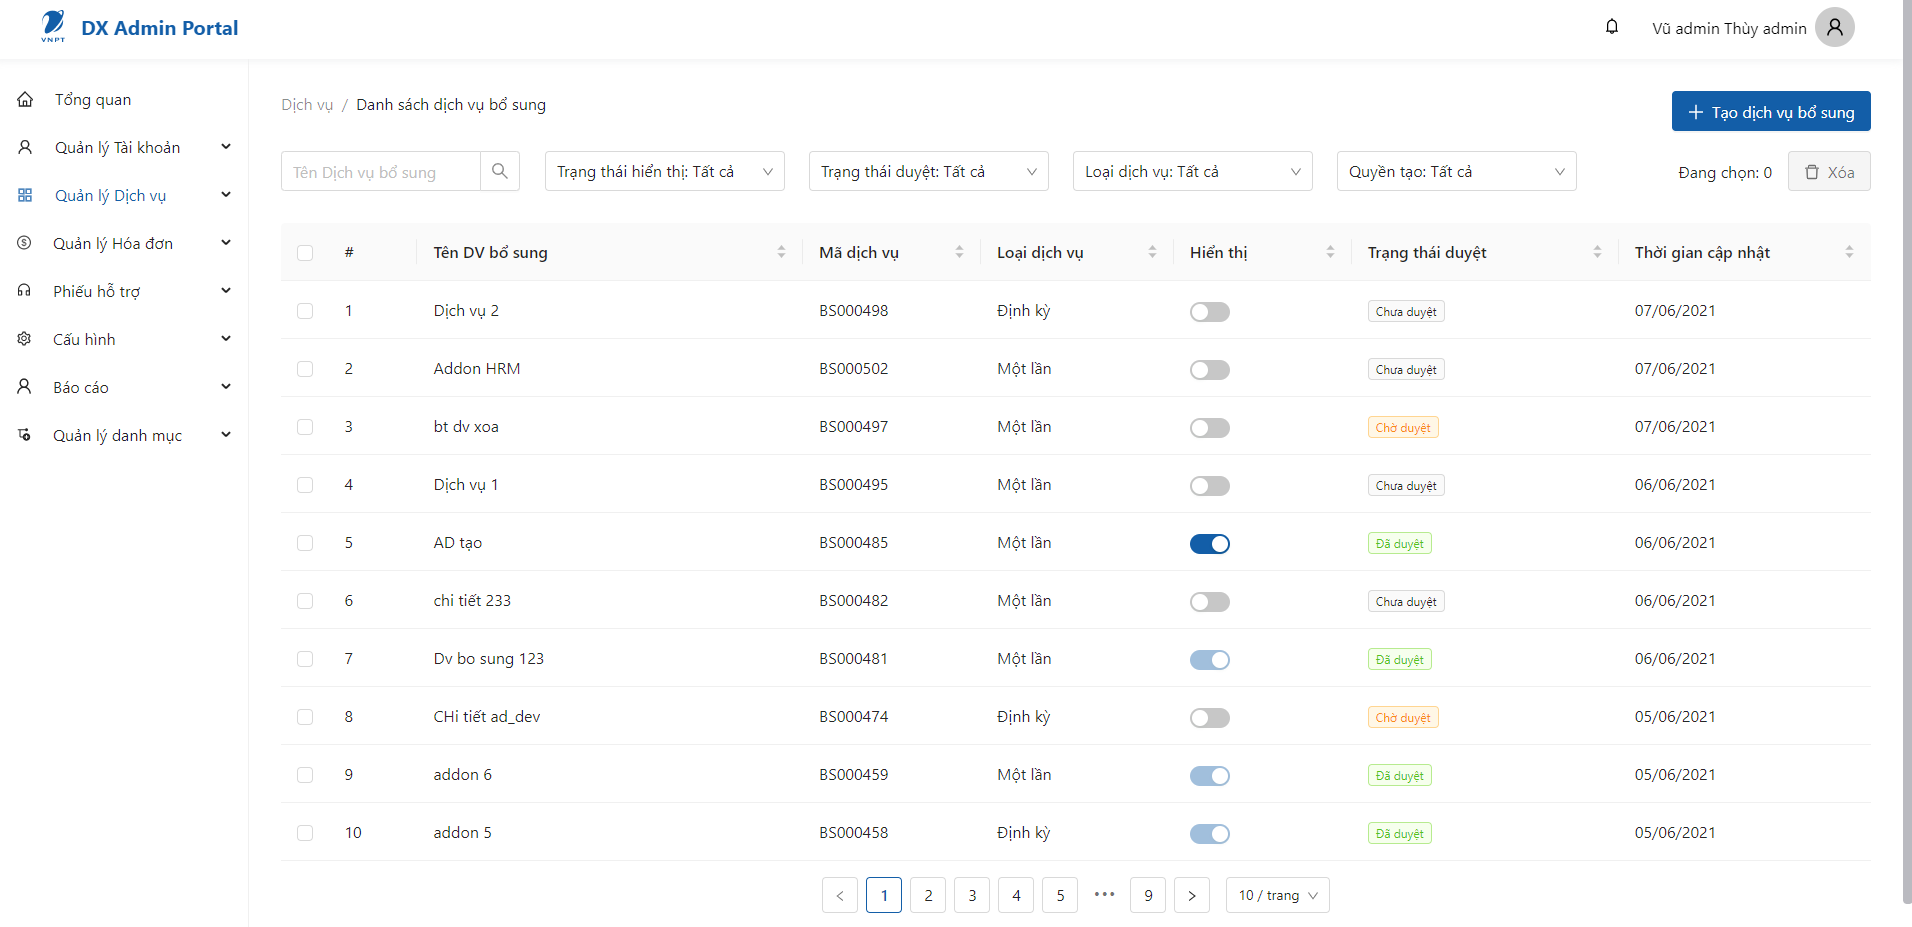 VNPT
DX Admin Portal
Vũ admin Thùy admin
Tổng quan
Quản lý Tài khoản
Quản lý Dịch vụ
Quản lý Hóa đơn
Phiếu hỗ trợ
Cấu hình
Báo cáo
Quản lý danh mục
Dịch vụ / Danh sách dịch vụ bổ sung
+ Tạo dịch vụ bổ sung
Tên Dịch vụ bổ sung
Trạng thái hiển thị: Tất cả
Trạng thái duyệt: Tất cả
Loại dịch vụ: Tất cả
Quyền tạo: Tất cả
Đang chọn: 0
Xóa
# Tên DV bổ sung Mã dịch vụ Loại dịch vụ Hiển thị Trạng thái duyệt Thời gian cập nhật
1 Dịch vụ 2 BS000498 Định kỳ Chưa duyệt 07/06/2021
2 Addon HRM BS000502 Một lần Chưa duyệt 07/06/2021
3 bt dv xoa BS000497 Một lần Chờ duyệt 07/06/2021
4 Dịch vụ 1 BS000495 Một lần Chưa duyệt 06/06/2021
5 AD tạo BS000485 Một lần Đã duyệt 06/06/2021
6 chi tiết 233 BS000482 Một lần Chưa duyệt 06/06/2021
7 Dv bo sung 123 BS000481 Một lần Đã duyệt 06/06/2021
8 CHi tiết ad_dev BS000474 Định kỳ Chờ duyệt 05/06/2021
9 addon 6 BS000459 Một lần Đã duyệt 05/06/2021
10 addon 5 BS000458 Định kỳ Đã duyệt 05/06/2021
< 1 2 3 4 5 ••• 9 > 10 / trang